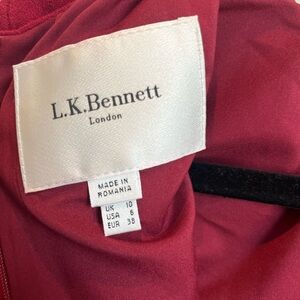 L.K.Bennett
London
MADE IN
ROMANIA
UK 10
USA 6
EUR 38